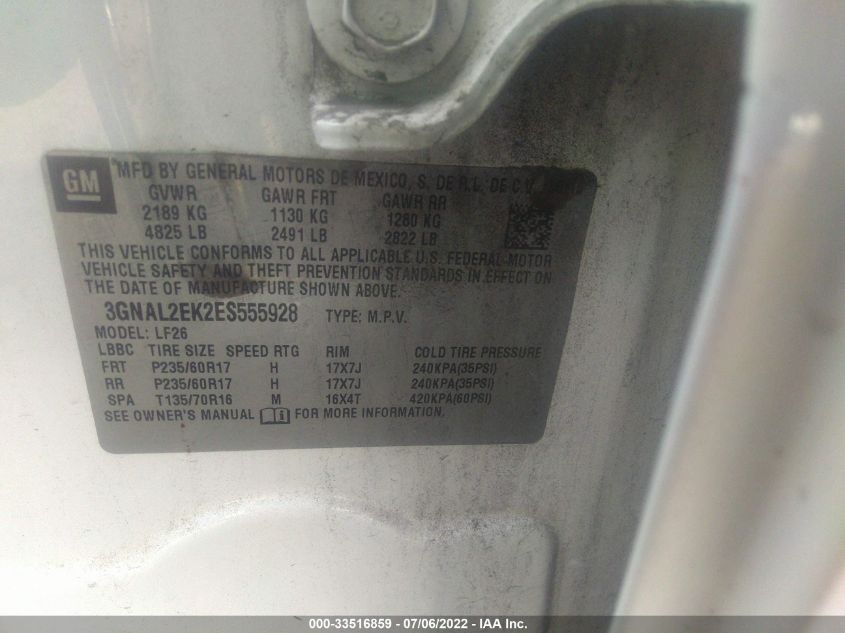 GM
MFD BY GENERAL MOTORS DE MEXICO, S. DE R.L. DE C.V.
GVWR GAWR FRT GAWR RR
2189 KG 1130 KG 1280 KG
4825 LB 2491 LB 2822 LB
THIS VEHICLE CONFORMS TO ALL APPLICABLE U.S. FEDERAL MOTOR
VEHICLE SAFETY AND THEFT PREVENTION STANDARDS IN EFFECT ON
THE DATE OF MANUFACTURE SHOWN ABOVE.
3GNAL2EK2ES555928 TYPE: M.P.V.
MODEL: LF26
LBBC TIRE SIZE SPEED RTG RIM COLD TIRE PRESSURE
FRT P235/60R17 H 17X7J 240KPA(35PSI)
RR P235/60R17 H 17X7J 240KPA(35PSI)
SPA T135/70R16 M 16X4T 420KPA(60PSI)
SEE OWNER'S MANUAL FOR MORE INFORMATION.
000-33516859 - 07/06/2022 - IAA Inc.